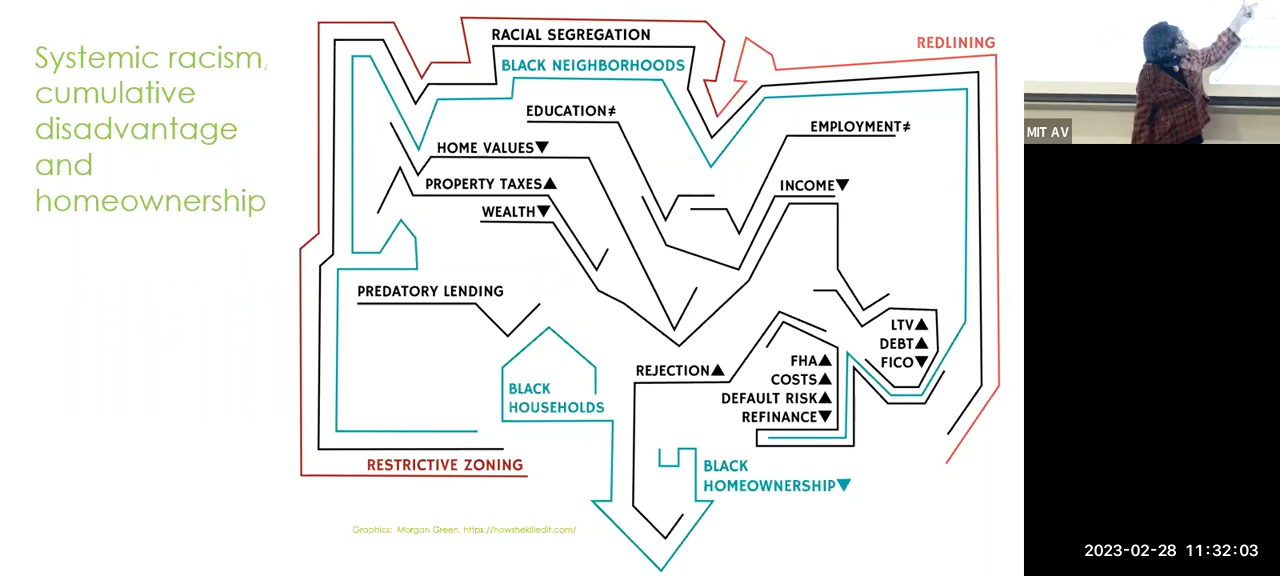 Systemic racism,
cumulative
disadvantage
and
homeownership
RACIAL SEGREGATION
BLACK NEIGHBORHOODS
REDLINING
EDUCATION≠
EMPLOYMENT≠
HOME VALUES▼
PROPERTY TAXES▲
INCOME▼
WEALTH▼
PREDATORY LENDING
LTV▲
DEBT▲
FICO▼
REJECTION▲
FHA▲
COSTS▲
DEFAULT RISK▲
REFINANCE▼
BLACK
HOUSEHOLDS
RESTRICTIVE ZONING
BLACK
HOMEOWNERSHIP▼
Graphics: Morgan Green, https://howshekilledit.com/
MIT AV
2023-02-28 11:32:03